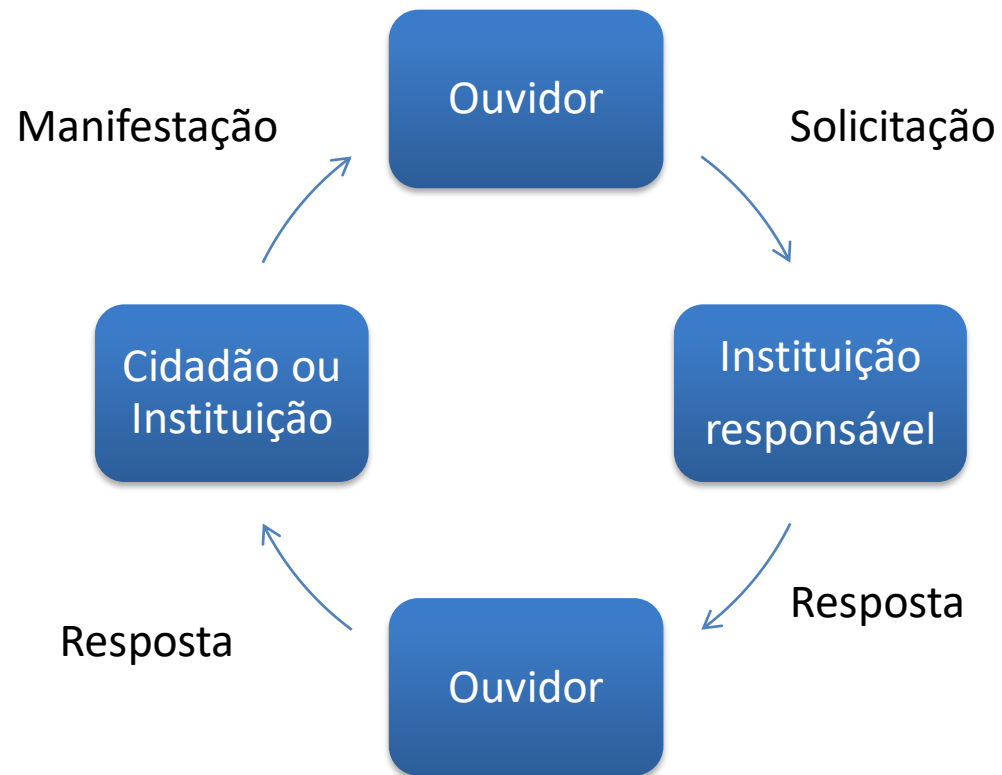 Ouvidor
Manifestação
Solicitação
Cidadão ou
Instituição
Instituição
responsável
Resposta
Resposta
Ouvidor